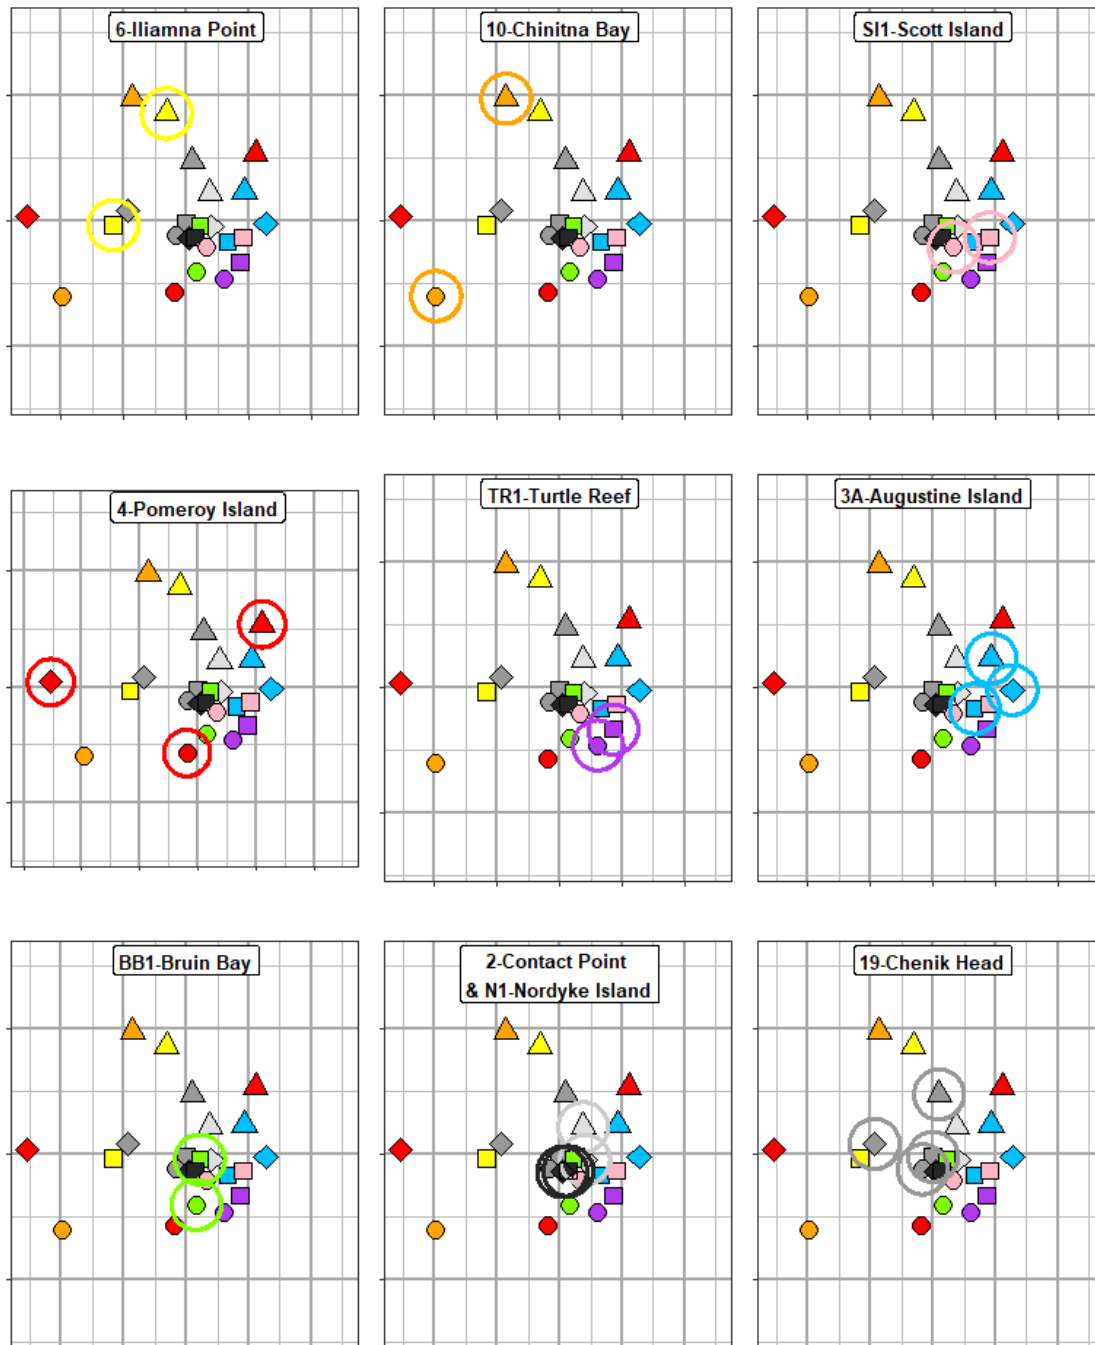 6-Iliamna Point
10-Chinitna Bay
SI1-Scott Island
4-Pomeroy Island
TR1-Turtle Reef
3A-Augustine Island
BB1-Bruin Bay
2-Contact Point
& N1-Nordyke Island
19-Chenik Head